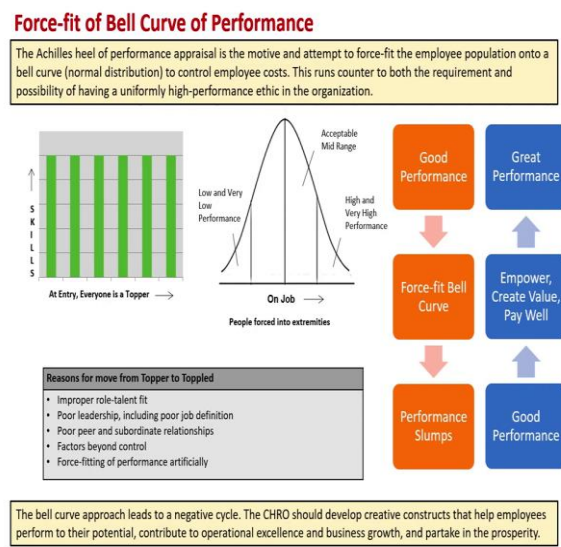 Force-fit of Bell Curve of Performance
The Achilles heel of performance appraisal is the motive and attempt to force-fit the employee population onto a
bell curve (normal distribution) to control employee costs. This runs counter to both the requirement and
possibility of having a uniformly high-performance ethic in the organization.
SKILLS
At Entry, Everyone is a Topper
Low and Very
Low
Performance
Acceptable
Mid Range
High and
Very High
Performance
On Job
People forced into extremities
Good
Performance
Force-fit Bell
Curve
Performance
Slumps
Great
Performance
Empower,
Create Value,
Pay Well
Good
Performance
Reasons for move from Topper to Toppled
• Improper role-talent fit
• Poor leadership, including poor job definition
• Poor peer and subordinate relationships
• Factors beyond control
• Force-fitting of performance artificially
The bell curve approach leads to a negative cycle. The CHRO should develop creative constructs that help employees
perform to their potential, contribute to operational excellence and business growth, and partake in the prosperity.